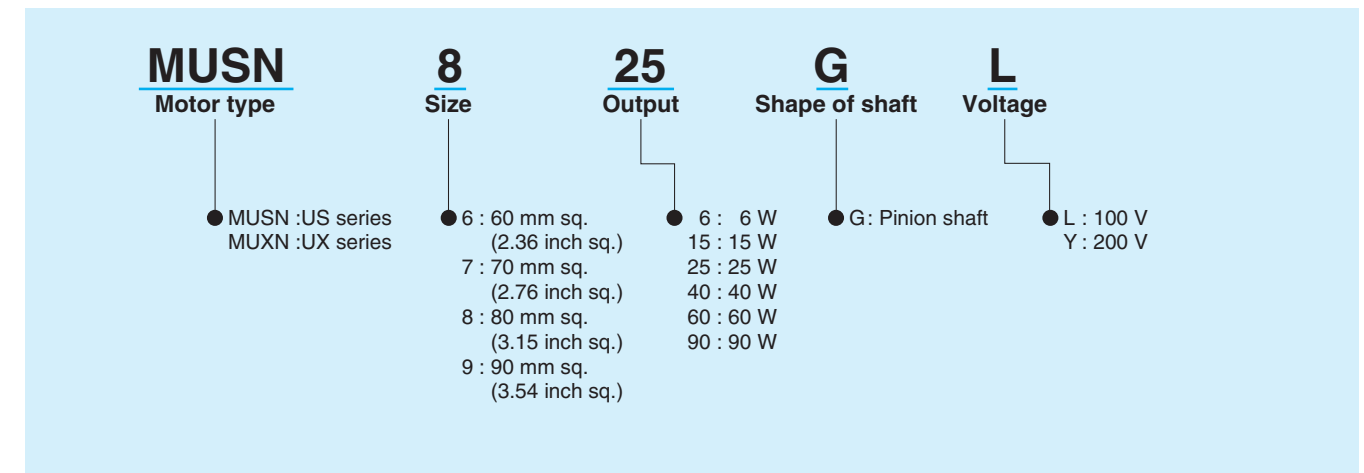 MUSN 8 25 G L
Motor type Size Output Shape of shaft Voltage
MUSN :US series
MUXN :UX series
6 : 60 mm sq.
(2.36 inch sq.)
7 : 70 mm sq.
(2.76 inch sq.)
8 : 80 mm sq.
(3.15 inch sq.)
9 : 90 mm sq.
(3.54 inch sq.)
6 : 6 W
15 : 15 W
25 : 25 W
40 : 40 W
60 : 60 W
90 : 90 W
G : Pinion shaft
L : 100 V
Y : 200 V